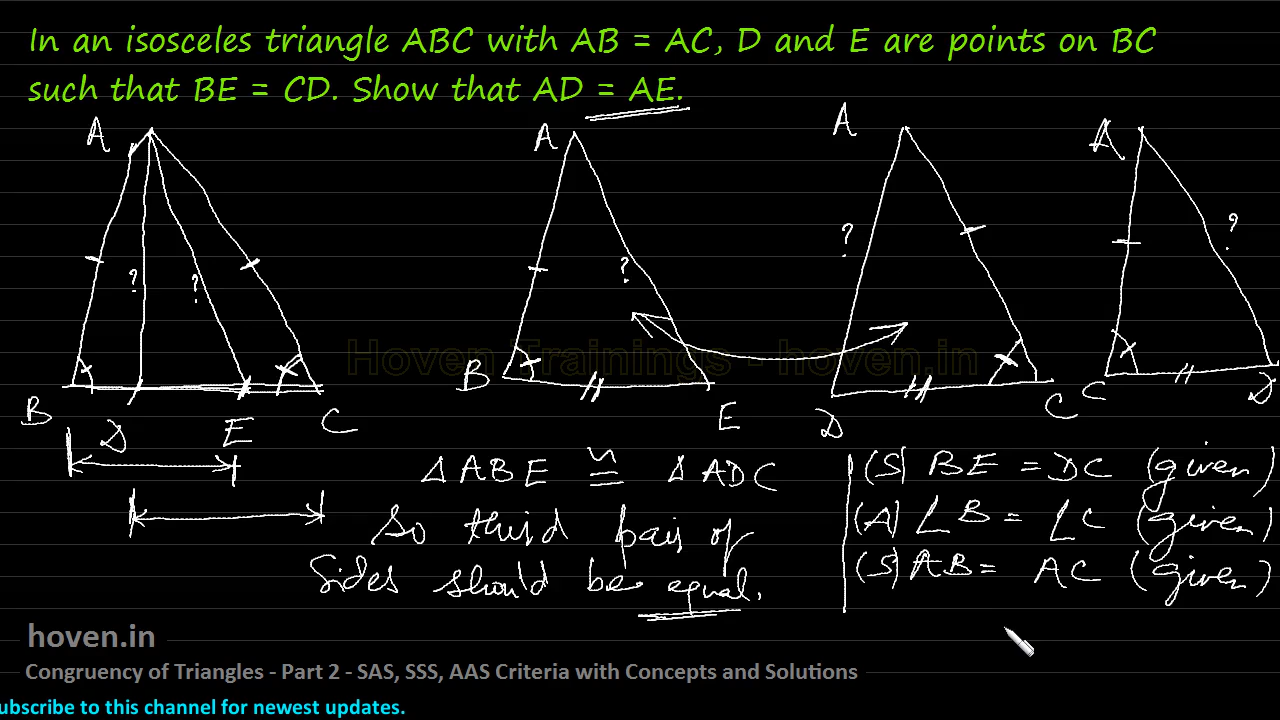 In an isosceles triangle ABC with AB = AC, D and E are points on BC
such that BE = CD. Show that AD = AE.
A A A A
? ? ? ? ?
Hoven Trainings - hoven.in
B D E C B E D C C D
△ABE ≅ △ADC
So third pair of
sides should be equal.
(S) BE = DC (given)
(A) ∠B = ∠C (given)
(S) AB = AC (given)
hoven.in
Congruency of Triangles - Part 2 - SAS, SSS, AAS Criteria with Concepts and Solutions
ubscribe to this channel for newest updates.